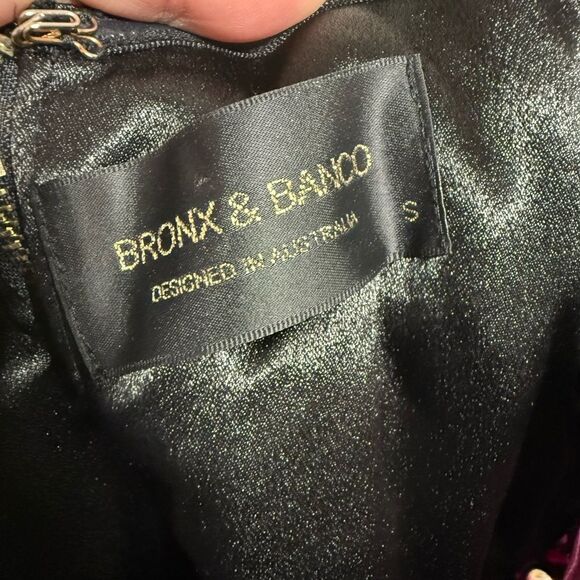 BRONX & BANCO
S
DESIGNED IN AUSTRALIA